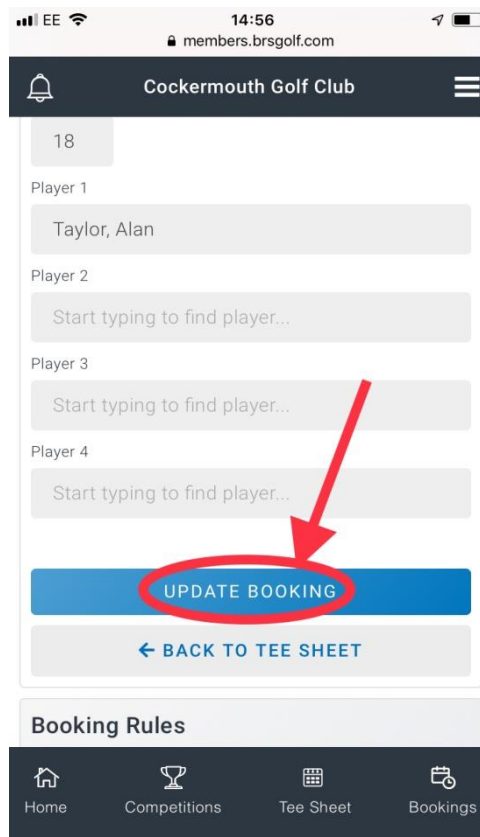 EE 14:56
members.brsgolf.com
Cockermouth Golf Club
18
Player 1
Taylor, Alan
Player 2
Start typing to find player...
Player 3
Start typing to find player...
Player 4
Start typing to find player...
UPDATE BOOKING
BACK TO TEE SHEET
Booking Rules
Home Competitions Tee Sheet Bookings